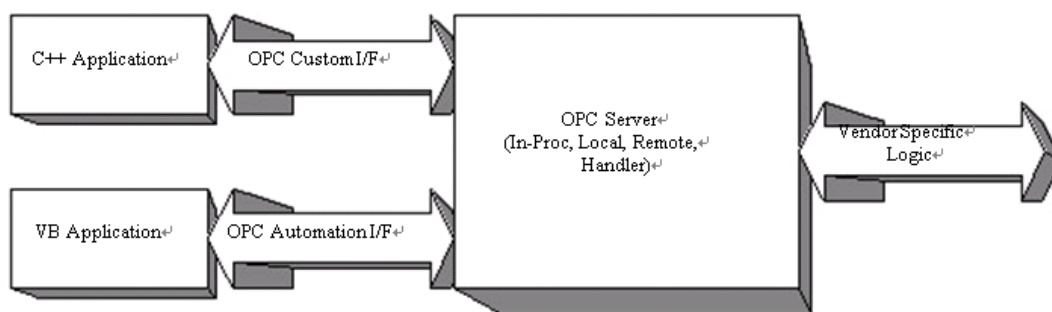 C++ Application↵
OPC Custom I/F↵
OPC Server↵
(In-Proc, Local, Remote,↵
Handler)↵
Vendor Specific
Logic↵
VB Application↵
OPC Automation I/F↵